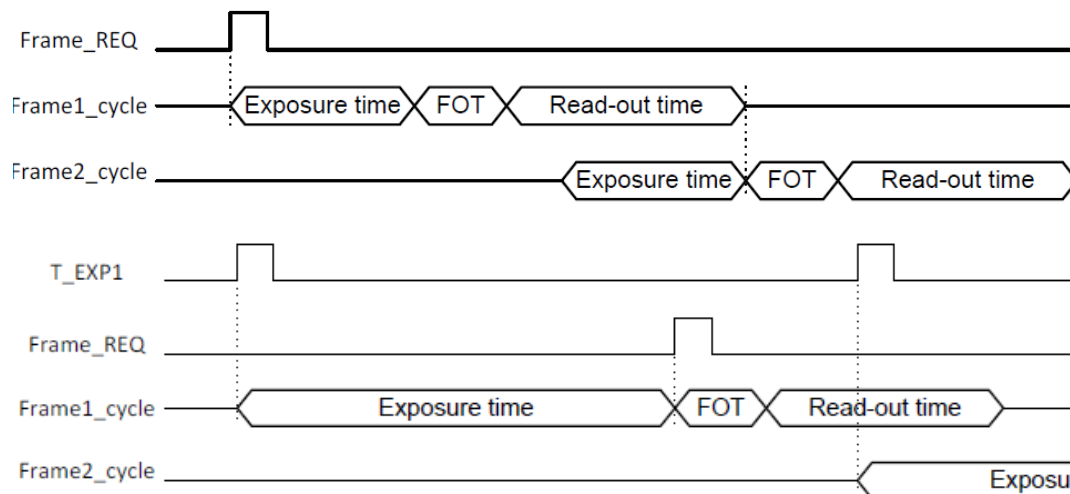 Frame_REQ
Frame1_cycle Exposure time FOT Read-out time
Frame2_cycle Exposure time FOT Read-out time
T_EXP1
Frame_REQ
Frame1_cycle Exposure time FOT Read-out time
Frame2_cycle Exposu